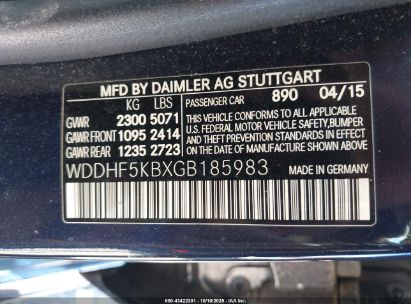 MFD BY DAIMLER AG STUTTGART
KG LBS PASSENGER CAR 890 04/15
GVWR 2300 5071
GAWR FRONT 1095 2414
GAWR REAR 1235 2723
THIS VEHICLE CONFORMS TO ALL APPLICABLE
U.S. FEDERAL MOTOR VEHICLE SAFETY, BUMPER
AND THEFT PREVENTION STANDARDS IN EFFECT
ON THE DATE OF MANUFACTURE SHOWN ABOVE.
WDDHF5KBXGB185983 MADE IN GERMANY